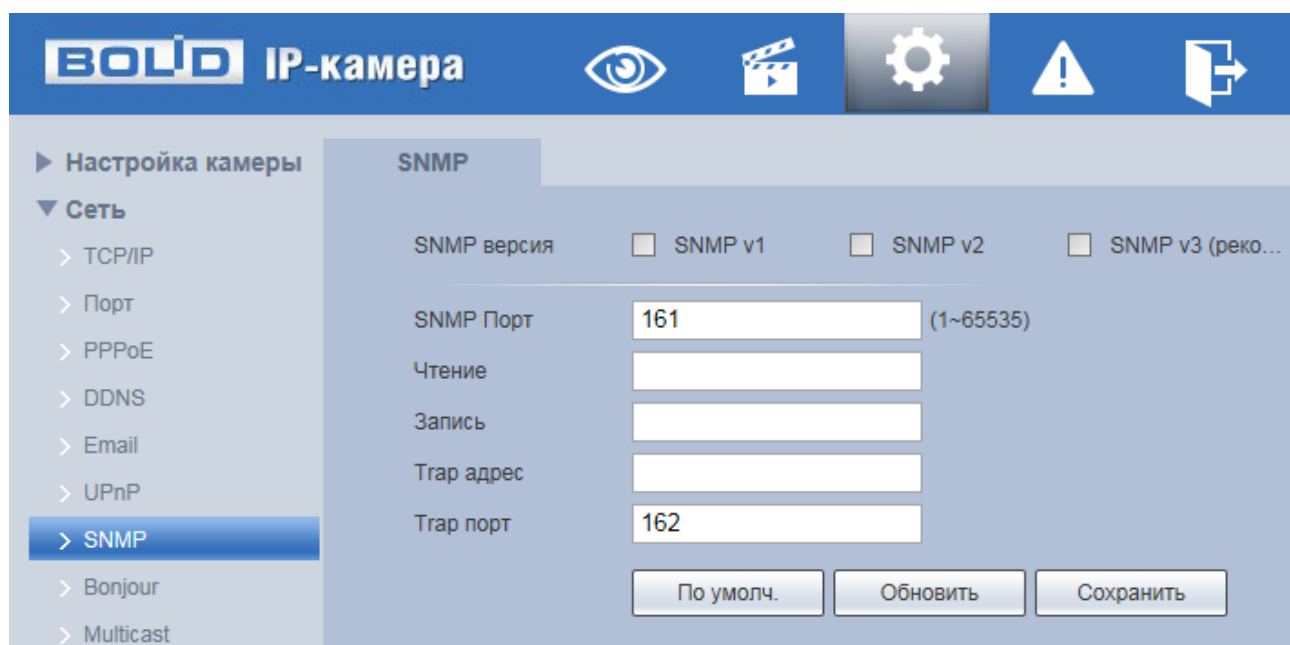 BOLID IP-камера
Настройка камеры
Сеть
TCP/IP
Порт
PPPoE
DDNS
Email
UPnP
SNMP
Bonjour
Multicast
SNMP
SNMP версия SNMP v1 SNMP v2 SNMP v3 (реко...
SNMP Порт 161 (1~65535)
Чтение
Запись
Trap адрес
Trap порт 162
По умолч. Обновить Сохранить